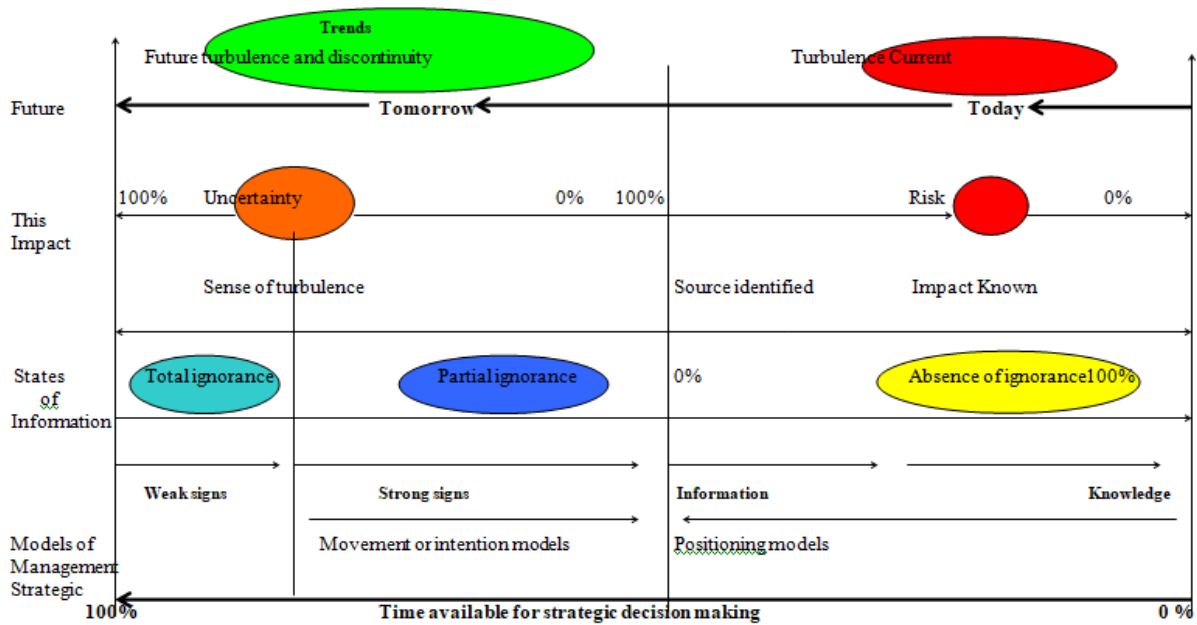 Trends
Future turbulence and discontinuity
Turbulence Current
Future
Tomorrow
Today
100%
Uncertainty
0%
100%
Risk
0%
This
Impact
Sense of turbulence
Source identified
Impact Known
States
of
Information
Total ignorance
Partial ignorance
0%
Absence of ignorance100%
Weak signs
Strong signs
Information
Knowledge
Models of
Management
Strategic
Movement or intention models
Positioning models
100%
Time available for strategic decision making
0 %